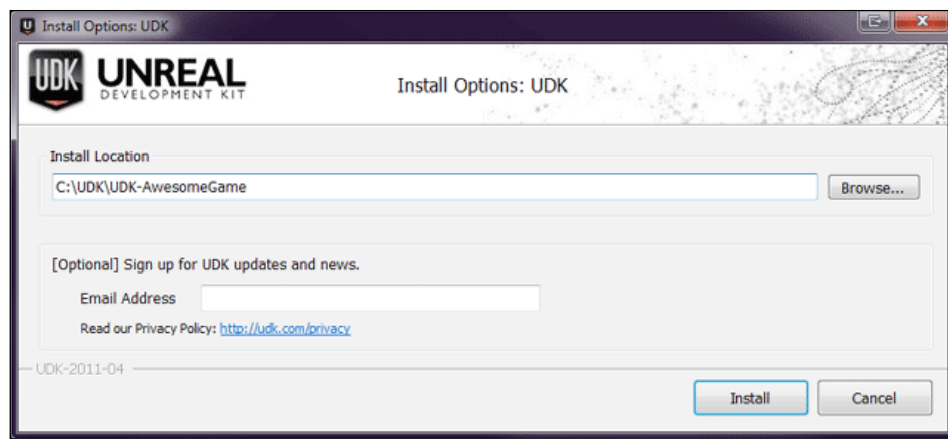 Install Options: UDK
UDK UNREAL
DEVELOPMENT KIT
Install Options: UDK
Install Location
C:\UDK\UDK-AwesomeGame
Browse...
[Optional] Sign up for UDK updates and news.
Email Address
Read our Privacy Policy: http://udk.com/privacy
UDK-2011-04
Install
Cancel